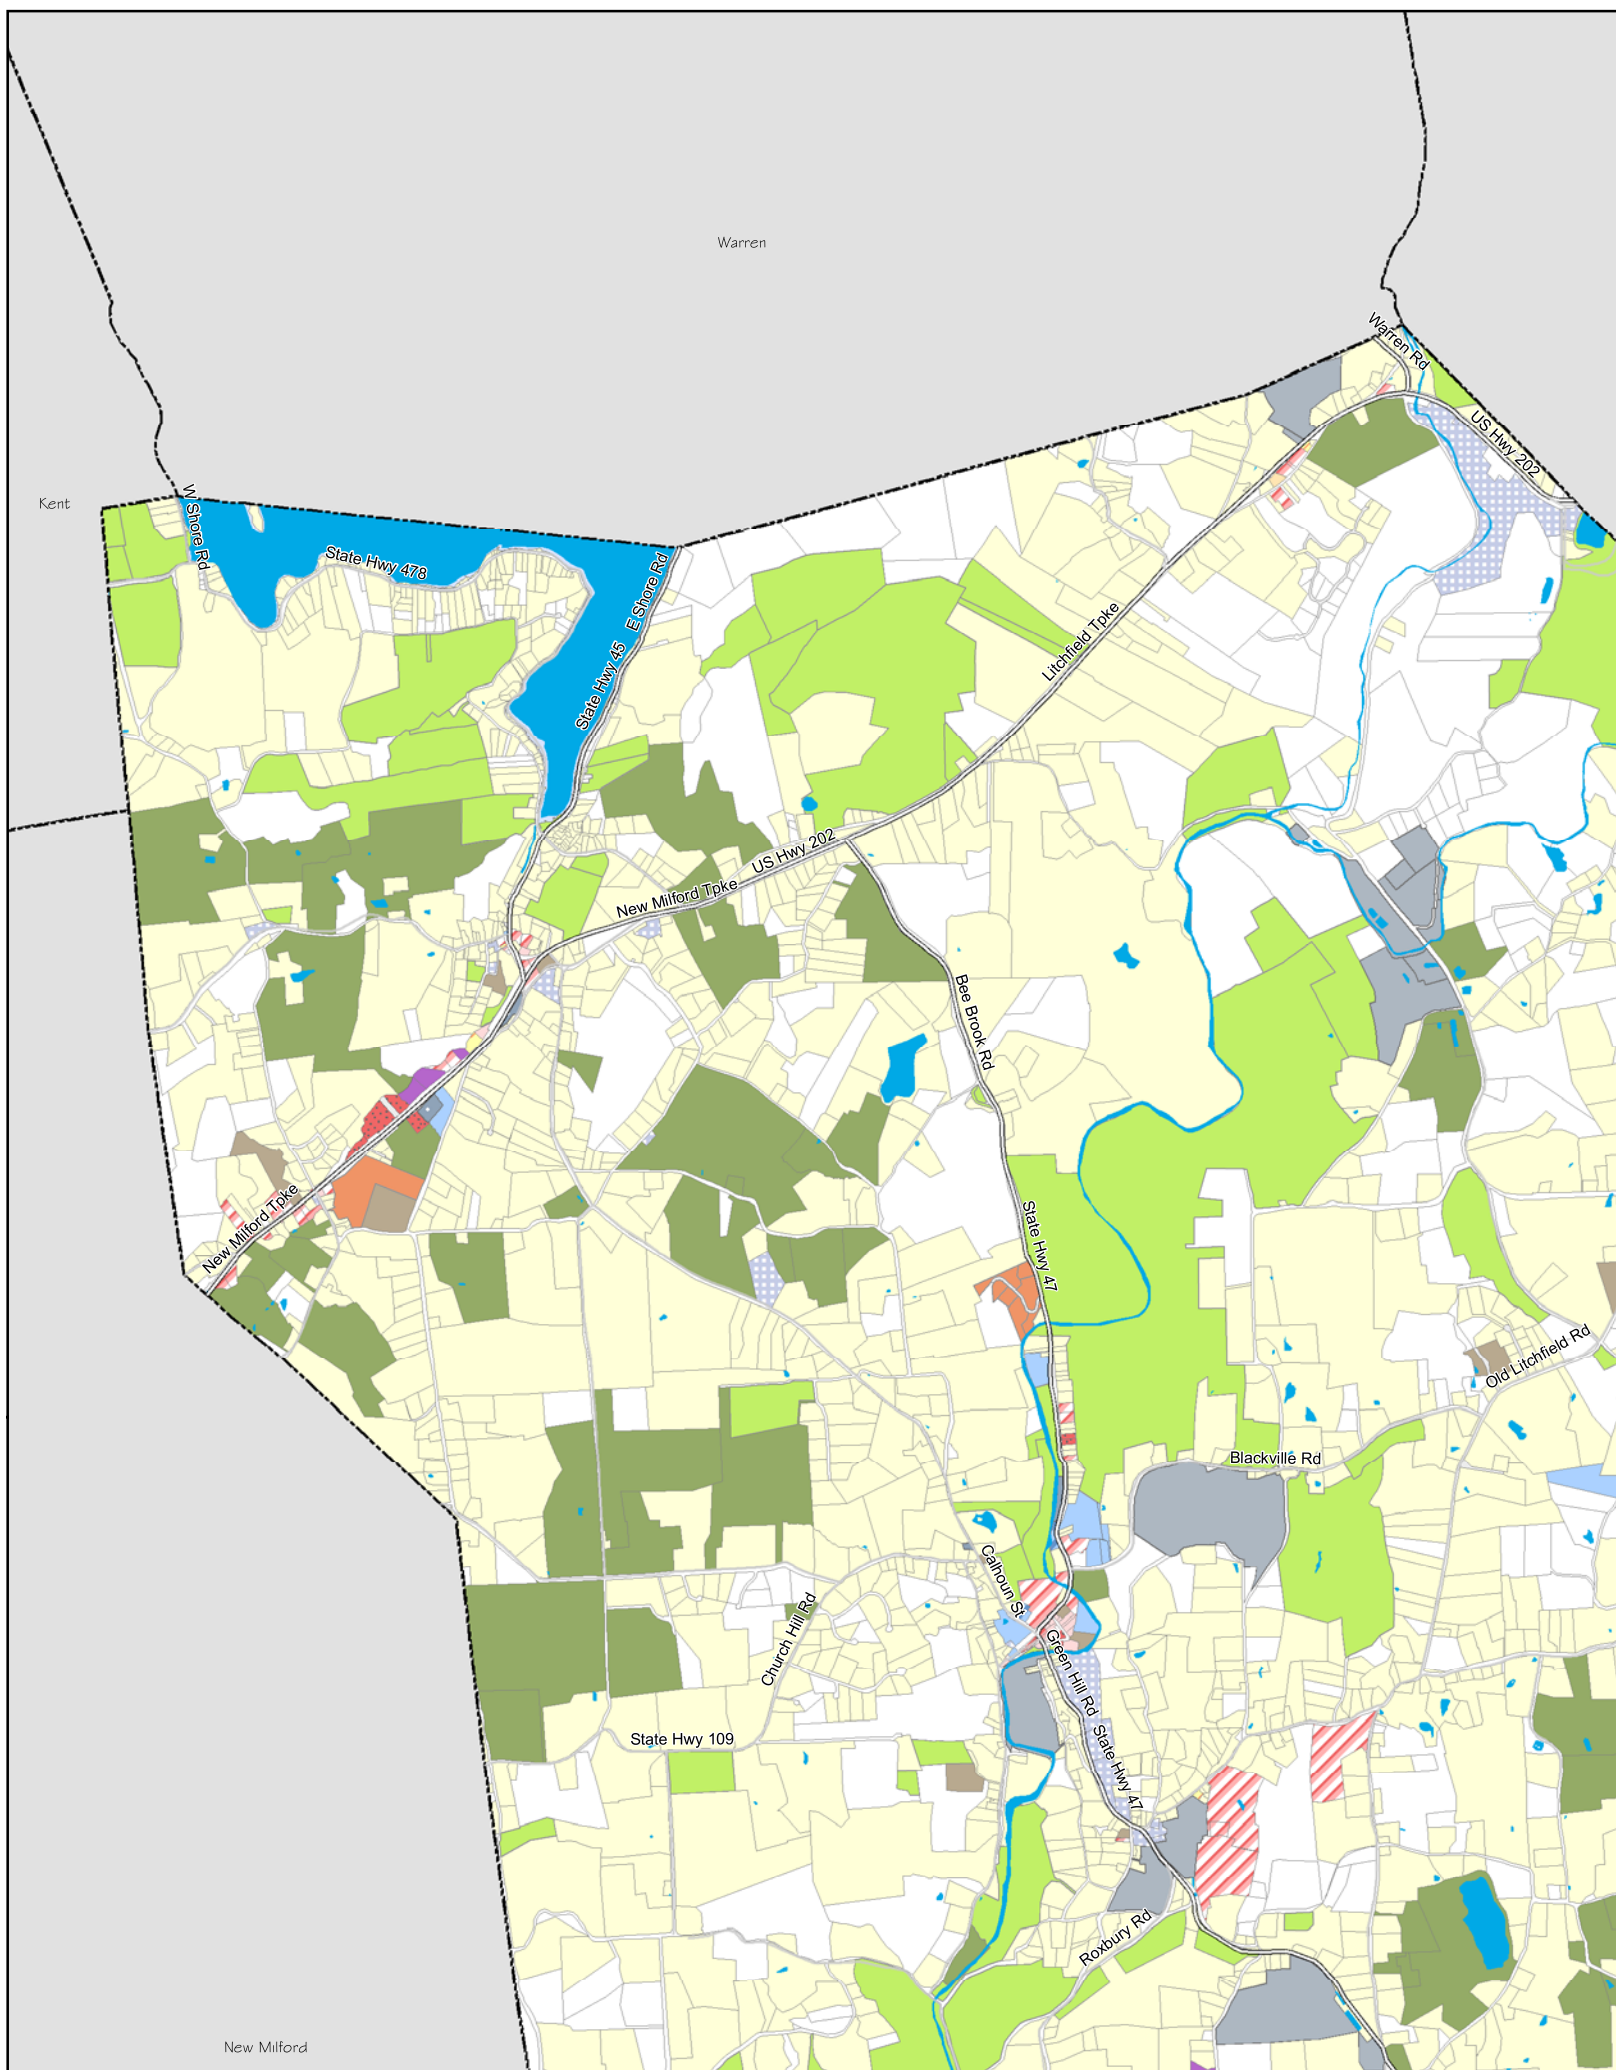 Warren
Warren Rd
US Hwy 202
Kent
W Shore Rd
State Hwy 478
E Shore Rd
State Hwy 45
Litchfield Tpke
US Hwy 202
New Milford Tpke
Bee Brook Rd
New Milford Tpke
State Hwy 47
Old Litchfield Rd
Blackville Rd
Calhoun St
Church Hill Rd
Green Hill Rd
State Hwy 47
State Hwy 109
Roxbury Rd
New Milford